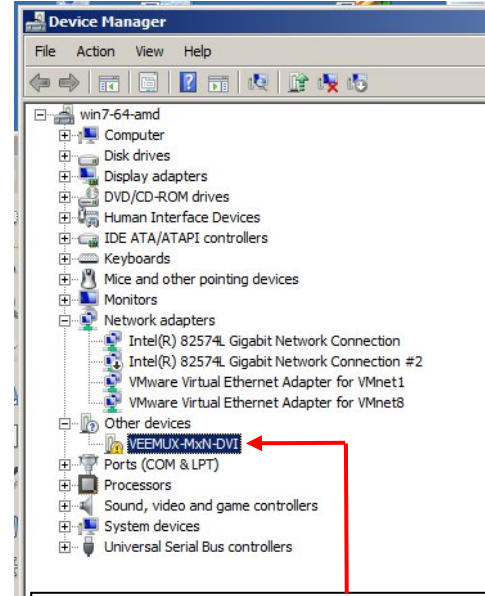 Device Manager
File Action View Help
win7-64-amd
Computer
Disk drives
Display adapters
DVD/CD-ROM drives
Human Interface Devices
IDE ATA/ATAPI controllers
Keyboards
Mice and other pointing devices
Monitors
Network adapters
Intel(R) 82574L Gigabit Network Connection
Intel(R) 82574L Gigabit Network Connection #2
VMware Virtual Ethernet Adapter for VMnet1
VMware Virtual Ethernet Adapter for VMnet8
Other devices
VEEMUX-MxN-DVI
Ports (COM & LPT)
Processors
Sound, video and game controllers
System devices
Universal Serial Bus controllers